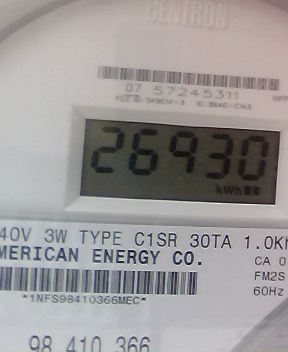 CENTRON®
07 57245311
26930
kWh
40V 3W TYPE C1SR 30TA 1.0Kh
MERICAN ENERGY CO.
CA 0
FM2S
60Hz
*1NFS98410366MEC*
98 410 366